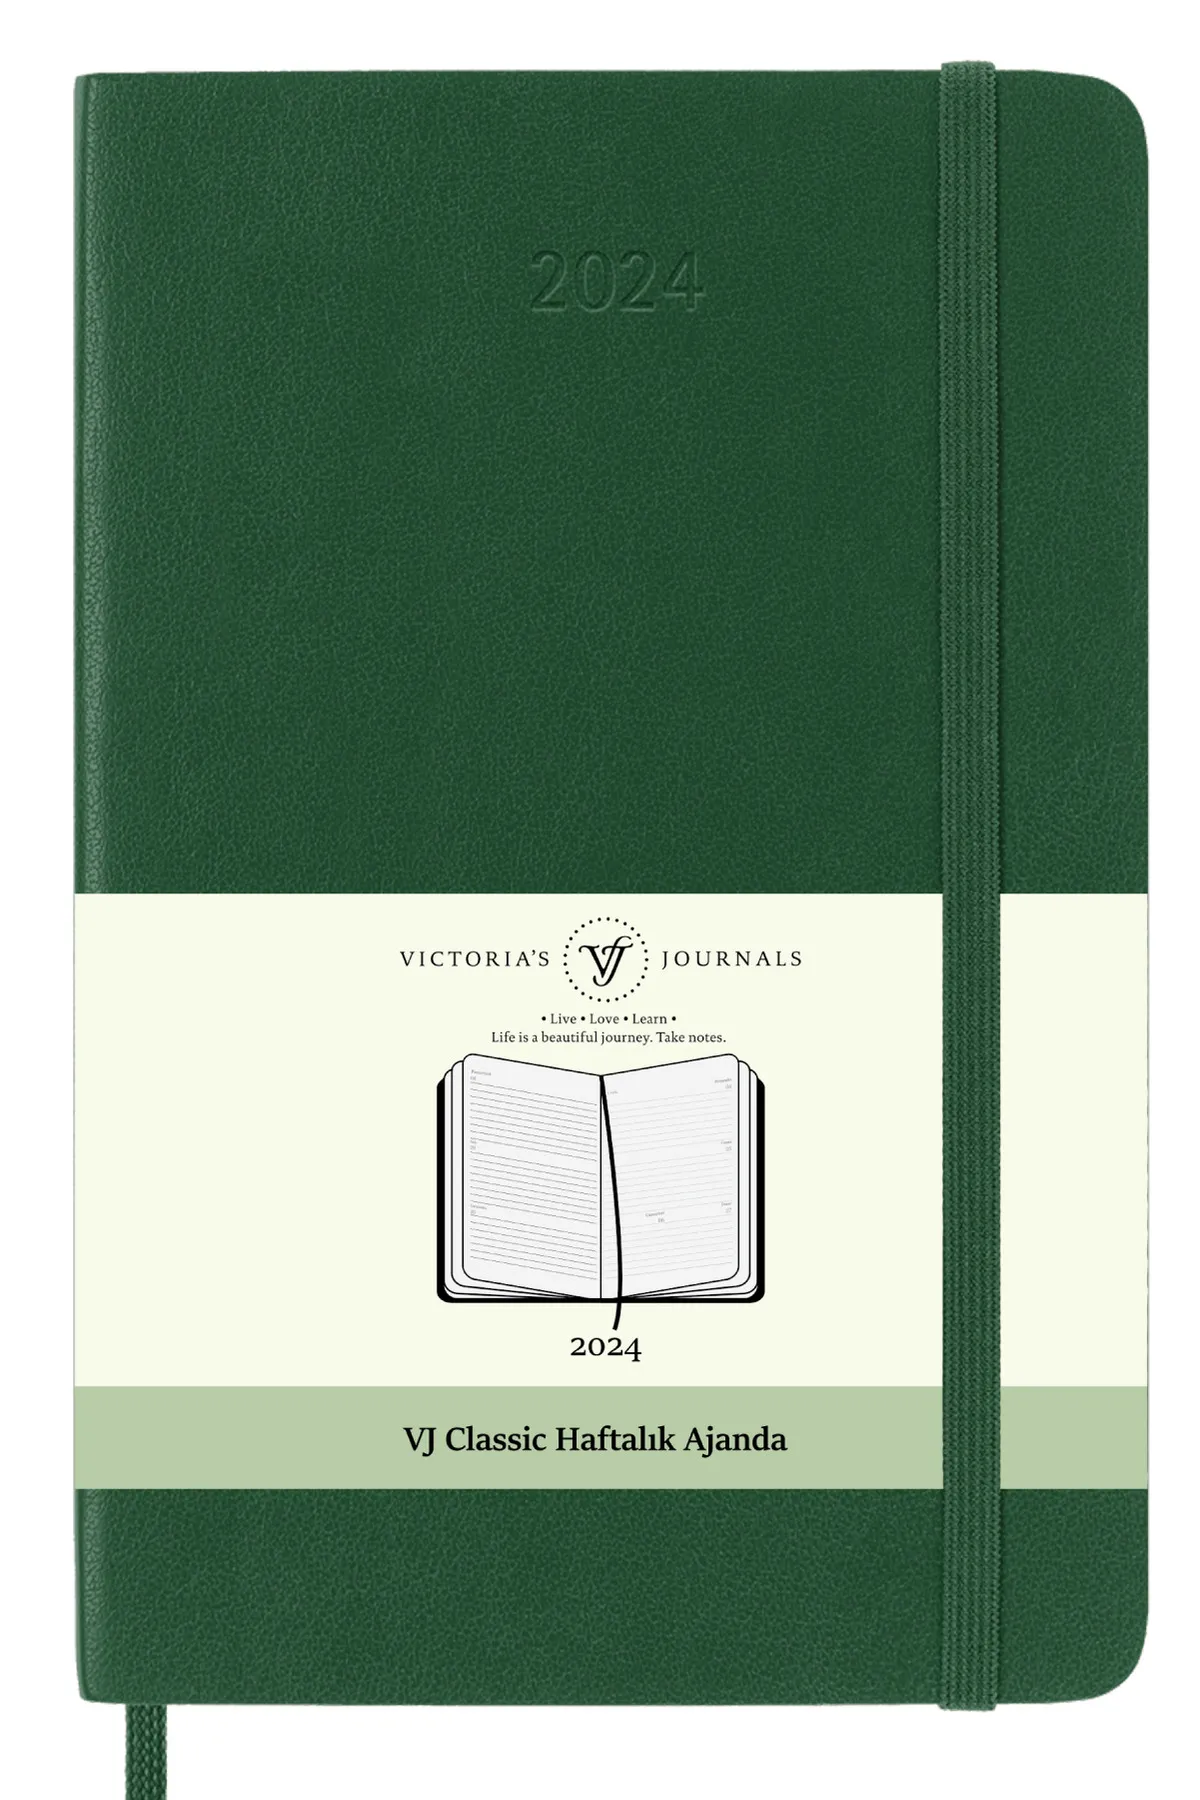 2024
VICTORIA'S VJ JOURNALS
• Live • Love • Learn •
Life is a beautiful journey. Take notes.
2024
VJ Classic Haftalık Ajanda